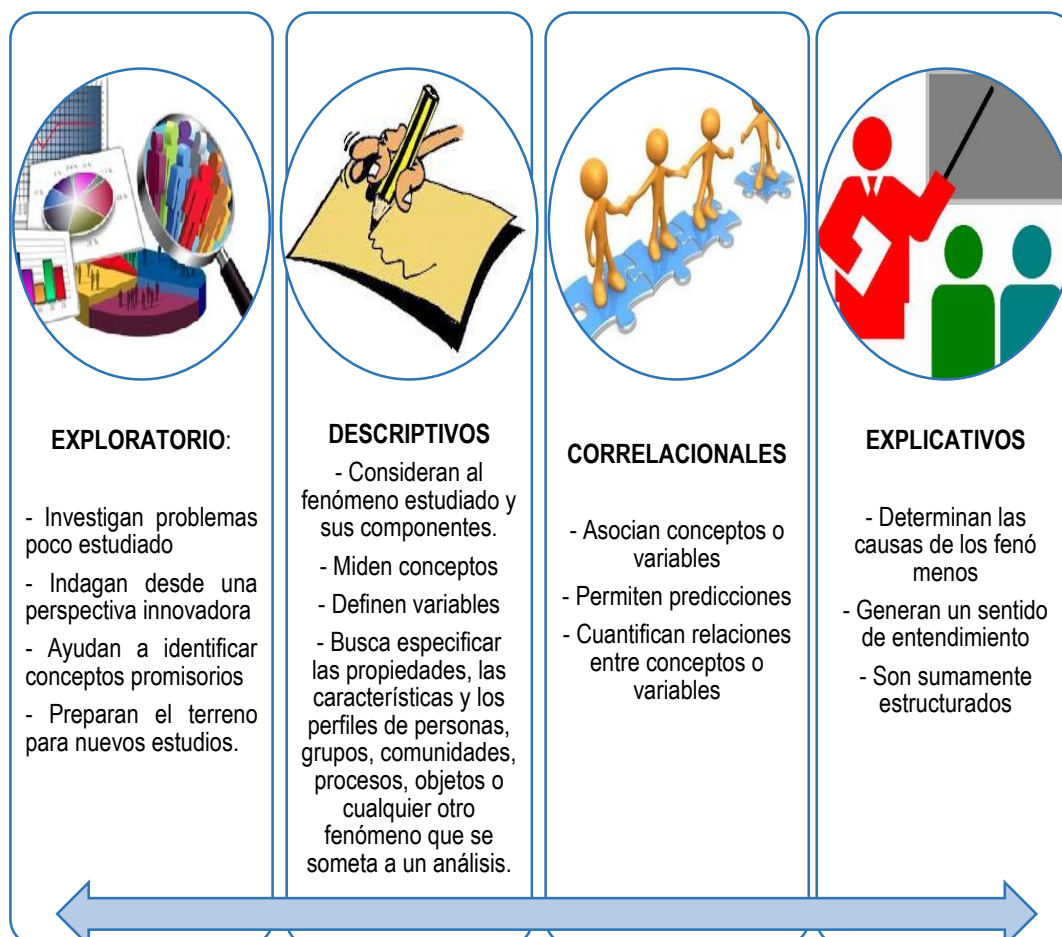 EXPLORATORIO:
- Investigan problemas
poco estudiado
- Indagan desde una
perspectiva innovadora
- Ayudan a identificar
conceptos promisorios
- Preparan el terreno
para nuevos estudios.
DESCRIPTIVOS
- Consideran al
fenómeno estudiado y
sus componentes.
- Miden conceptos
- Definen variables
- Busca especificar
las propiedades, las
características y los
perfiles de personas,
grupos, comunidades,
procesos, objetos o
cualquier otro
fenómeno que se
someta a un análisis.
CORRELACIONALES
- Asocian conceptos o
variables
- Permiten predicciones
- Cuantifican relaciones
entre conceptos o
variables
EXPLICATIVOS
- Determinan las
causas de los fenó
menos
- Generan un sentido
de entendimiento
- Son sumamente
estructurados